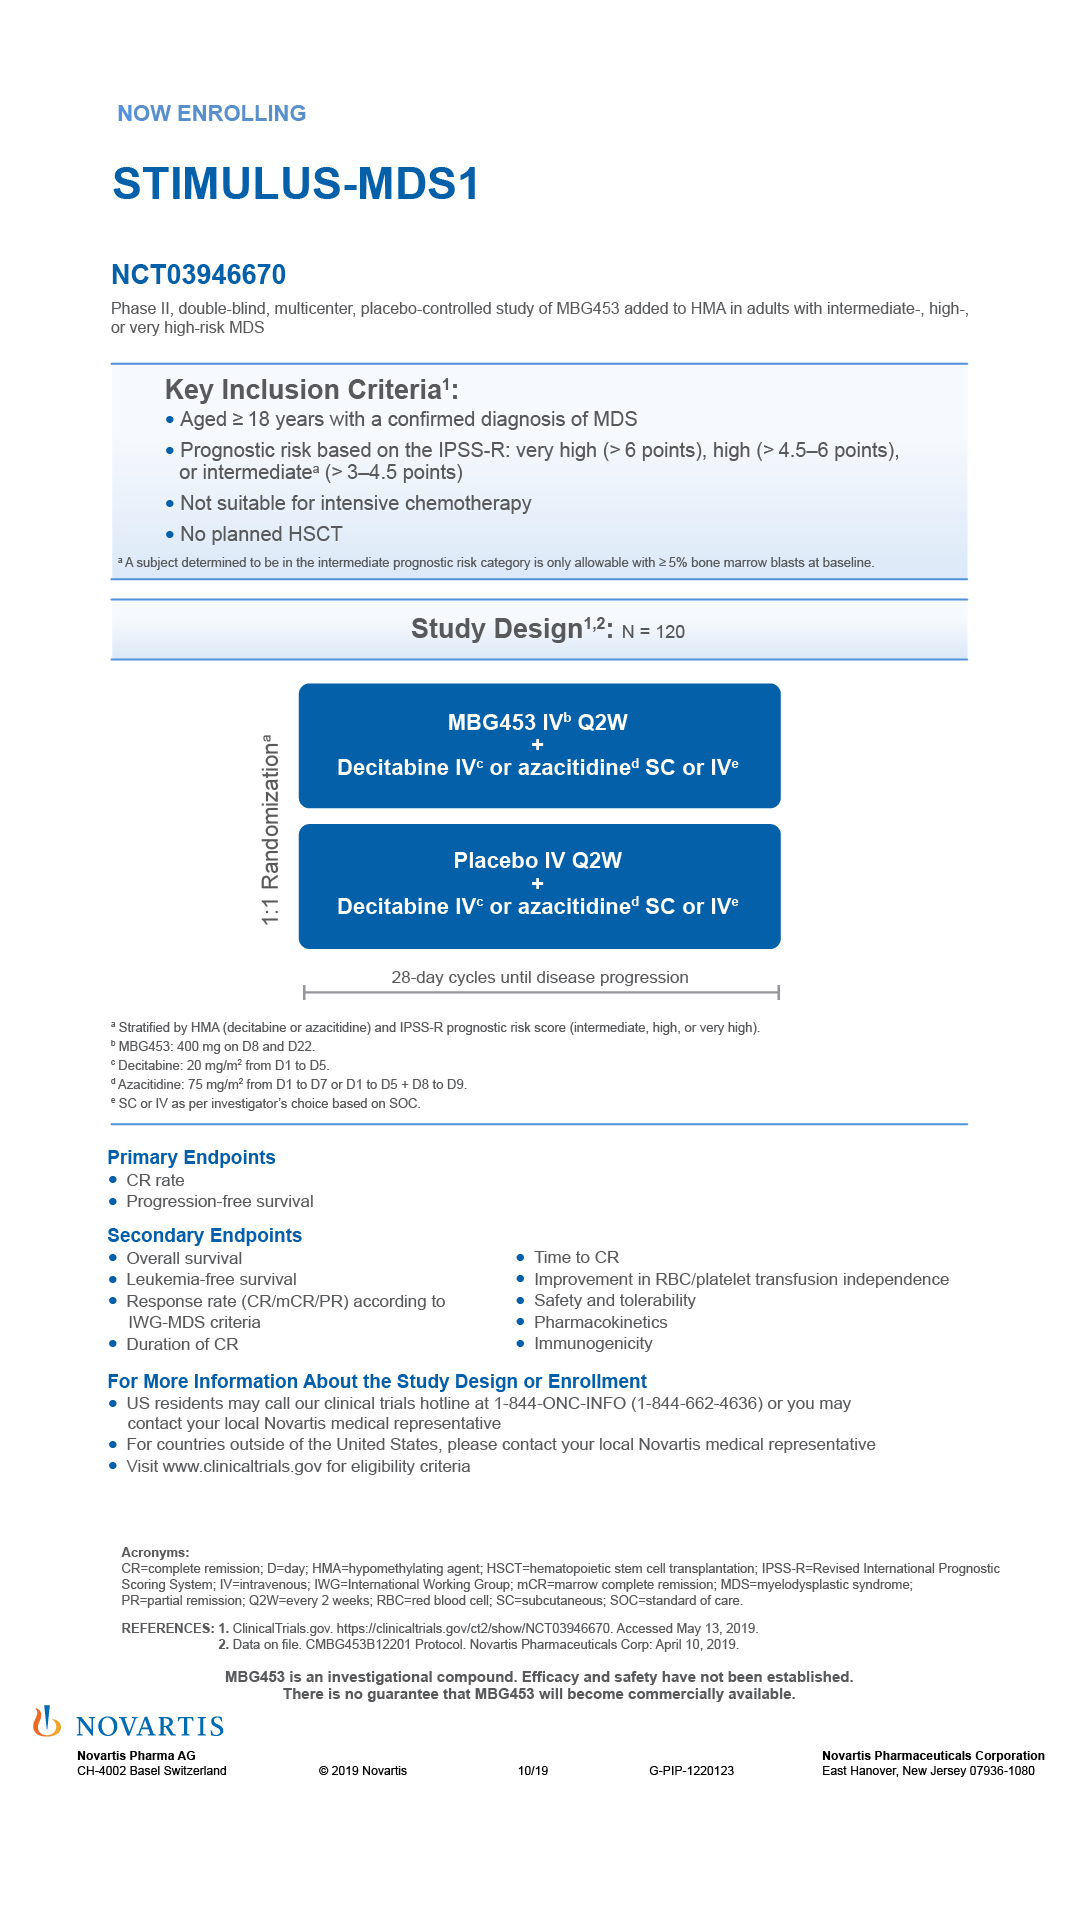 NOW ENROLLING
STIMULUS-MDS1
NCT03946670
Phase II, double-blind, multicenter, placebo-controlled study of MBG453 added to HMA in adults with intermediate-, high-,
or very high-risk MDS
Key Inclusion Criteria¹:
• Aged ≥ 18 years with a confirmed diagnosis of MDS
• Prognostic risk based on the IPSS-R: very high (> 6 points), high (> 4.5–6 points),
or intermediateᵃ (> 3–4.5 points)
• Not suitable for intensive chemotherapy
• No planned HSCT
ᵃ A subject determined to be in the intermediate prognostic risk category is only allowable with ≥ 5% bone marrow blasts at baseline.
Study Design¹,²: N = 120
1:1 Randomizationᵃ
MBG453 IVᵇ Q2W
+
Decitabine IVᶜ or azacitidineᵈ SC or IVᵉ
Placebo IV Q2W
+
Decitabine IVᶜ or azacitidineᵈ SC or IVᵉ
28-day cycles until disease progression
ᵃ Stratified by HMA (decitabine or azacitidine) and IPSS-R prognostic risk score (intermediate, high, or very high).
ᵇ MBG453: 400 mg on D8 and D22.
ᶜ Decitabine: 20 mg/m² from D1 to D5.
ᵈ Azacitidine: 75 mg/m² from D1 to D7 or D1 to D5 + D8 to D9.
ᵉ SC or IV as per investigator's choice based on SOC.
Primary Endpoints
• CR rate
• Progression-free survival
Secondary Endpoints
• Overall survival
• Leukemia-free survival
• Response rate (CR/mCR/PR) according to
IWG-MDS criteria
• Duration of CR
• Time to CR
• Improvement in RBC/platelet transfusion independence
• Safety and tolerability
• Pharmacokinetics
• Immunogenicity
For More Information About the Study Design or Enrollment
• US residents may call our clinical trials hotline at 1-844-ONC-INFO (1-844-662-4636) or you may
contact your local Novartis medical representative
• For countries outside of the United States, please contact your local Novartis medical representative
• Visit www.clinicaltrials.gov for eligibility criteria
Acronyms:
CR=complete remission; D=day; HMA=hypomethylating agent; HSCT=hematopoietic stem cell transplantation; IPSS-R=Revised International Prognostic
Scoring System; IV=intravenous; IWG=International Working Group; mCR=marrow complete remission; MDS=myelodysplastic syndrome;
PR=partial remission; Q2W=every 2 weeks; RBC=red blood cell; SC=subcutaneous; SOC=standard of care.
REFERENCES: 1. ClinicalTrials.gov. https://clinicaltrials.gov/ct2/show/NCT03946670. Accessed May 13, 2019.
2. Data on file. CMBG453B12201 Protocol. Novartis Pharmaceuticals Corp: April 10, 2019.
MBG453 is an investigational compound. Efficacy and safety have not been established.
There is no guarantee that MBG453 will become commercially available.
NOVARTIS
Novartis Pharma AG
CH-4002 Basel Switzerland
© 2019 Novartis
10/19
G-PIP-1220123
Novartis Pharmaceuticals Corporation
East Hanover, New Jersey 07936-1080